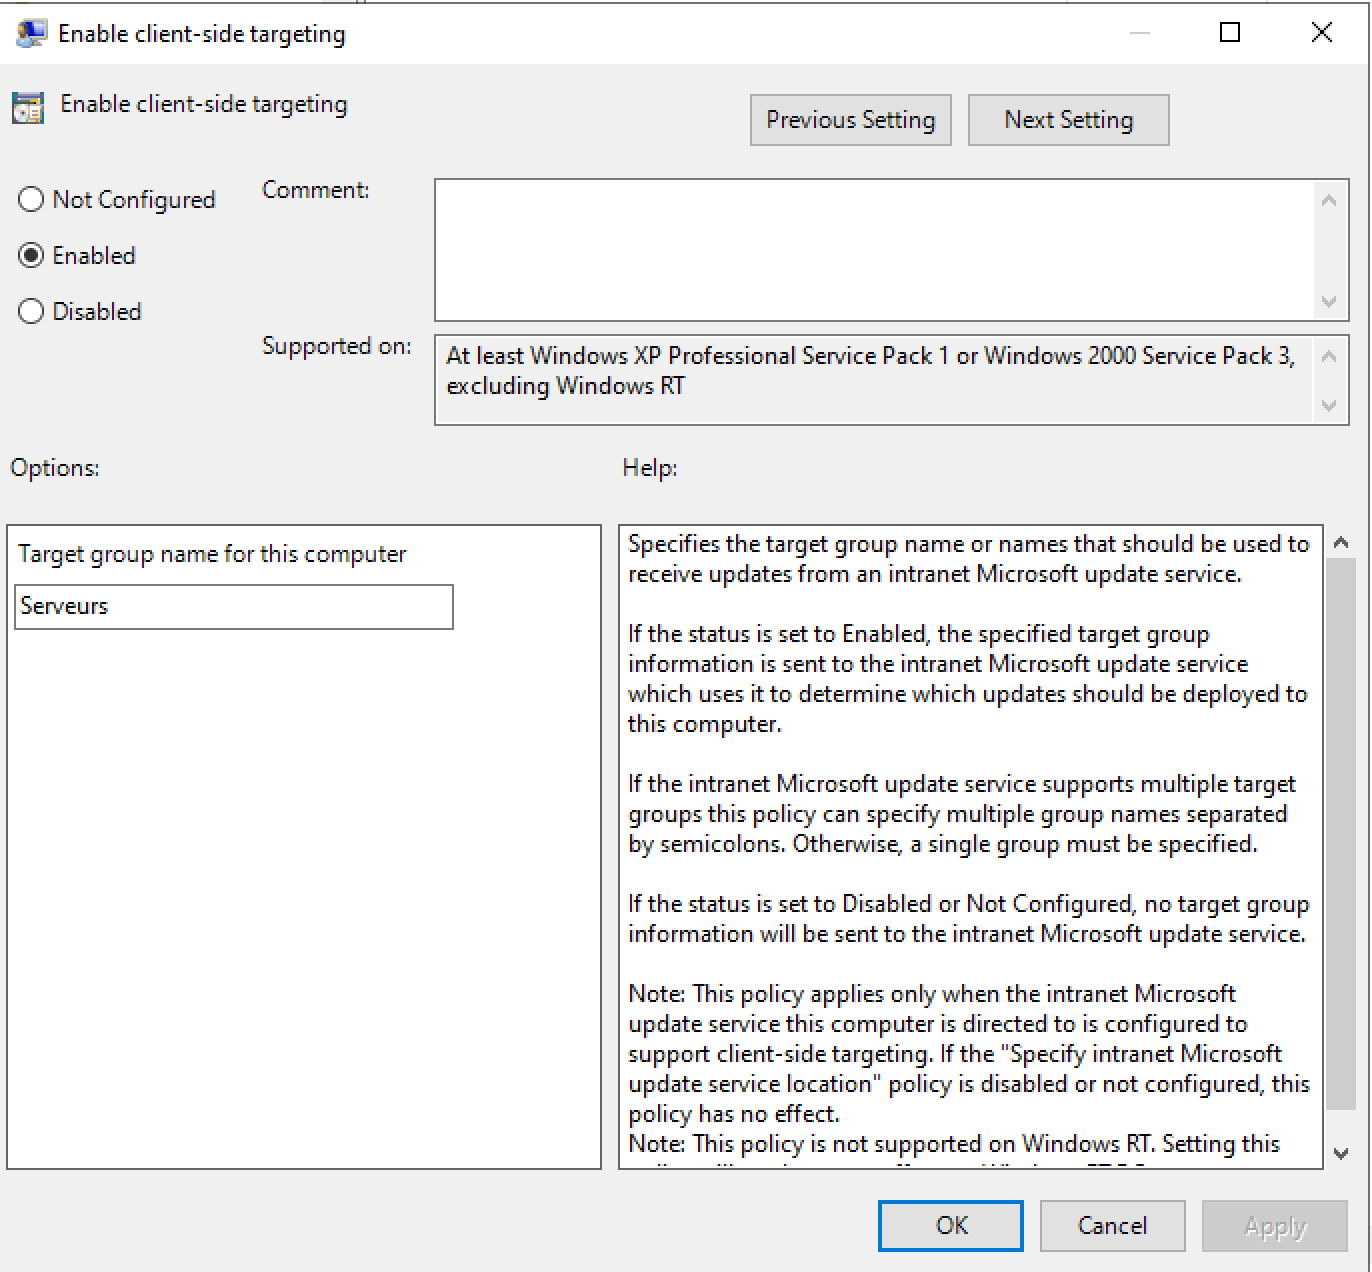 Enable client-side targeting
Enable client-side targeting
Previous Setting
Next Setting
Not Configured
Enabled
Disabled
Comment:
Supported on:
At least Windows XP Professional Service Pack 1 or Windows 2000 Service Pack 3,
excluding Windows RT
Options:
Help:
Target group name for this computer
Serveurs
Specifies the target group name or names that should be used to
receive updates from an intranet Microsoft update service.
If the status is set to Enabled, the specified target group
information is sent to the intranet Microsoft update service
which uses it to determine which updates should be deployed to
this computer.
If the intranet Microsoft update service supports multiple target
groups this policy can specify multiple group names separated
by semicolons. Otherwise, a single group must be specified.
If the status is set to Disabled or Not Configured, no target group
information will be sent to the intranet Microsoft update service.
Note: This policy applies only when the intranet Microsoft
update service this computer is directed to is configured to
support client-side targeting. If the "Specify intranet Microsoft
update service location" policy is disabled or not configured, this
policy has no effect.
Note: This policy is not supported on Windows RT. Setting this
OK
Cancel
Apply